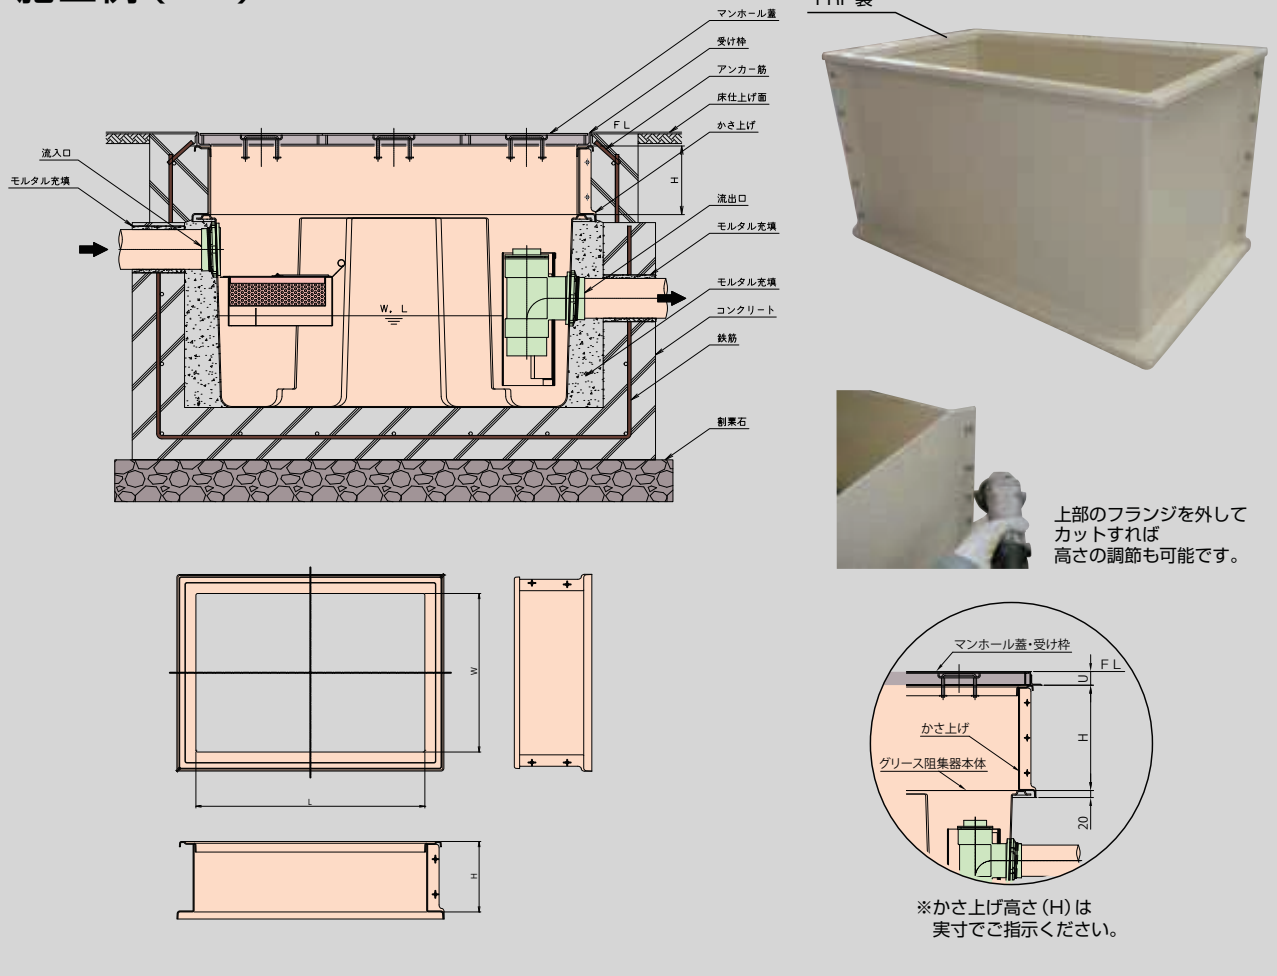 マンホール蓋
受け枠
アンカー筋
床仕上げ面
FL
かさ上げ
流入口
モルタル充填
H
流出口
モルタル充填
モルタル充填
W. L
コンクリート
鉄筋
割栗石
上部のフランジを外して
カットすれば
高さの調節も可能です。
W
L
H
マンホール蓋・受け枠
FL
U
かさ上げ
H
グリース阻集器本体
20
※かさ上げ高さ(H)は
実寸でご指示ください。